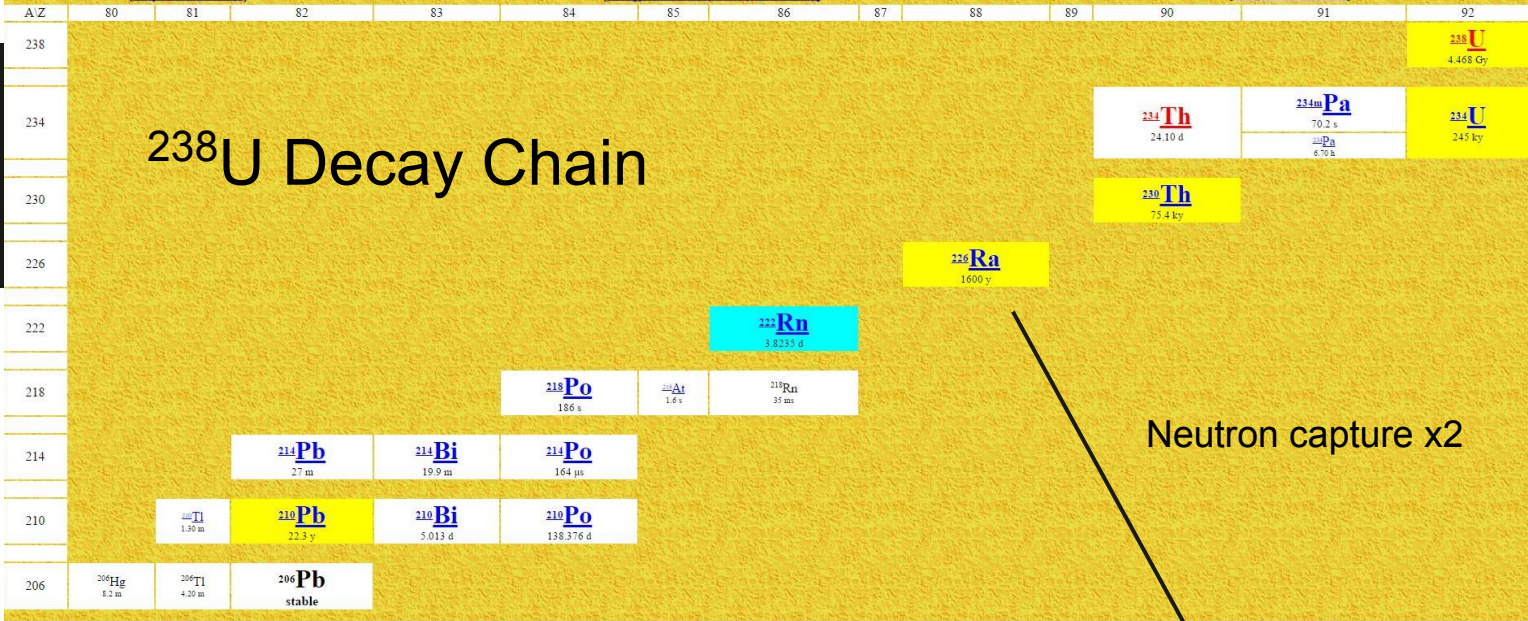 A\Z 80 81 82 83 84 85 86 87 88 89 90 91 92
238 ²³⁸U
4.468 Gy
234 ²³⁴Th ²³⁴ᵐPa ²³⁴U
24.10 d 70.2 s 245 ky
²³⁴Pa
6.70 h
²³⁸U Decay Chain
230 ²³⁰Th
75.4 ky
226 ²²⁶Ra
1600 y
222 ²²²Rn
3.8235 d
218 ²¹⁸Po ²¹⁸At ²¹⁸Rn
186 s 1.6 s 35 ms
Neutron capture x2
214 ²¹⁴Pb ²¹⁴Bi ²¹⁴Po
27 m 19.9 m 164 µs
210 ²¹⁰Tl ²¹⁰Pb ²¹⁰Bi ²¹⁰Po
1.30 m 22.3 y 5.013 d 138.376 d
206 ²⁰⁶Hg ²⁰⁶Tl ²⁰⁶Pb
8.2 m 4.20 m stable